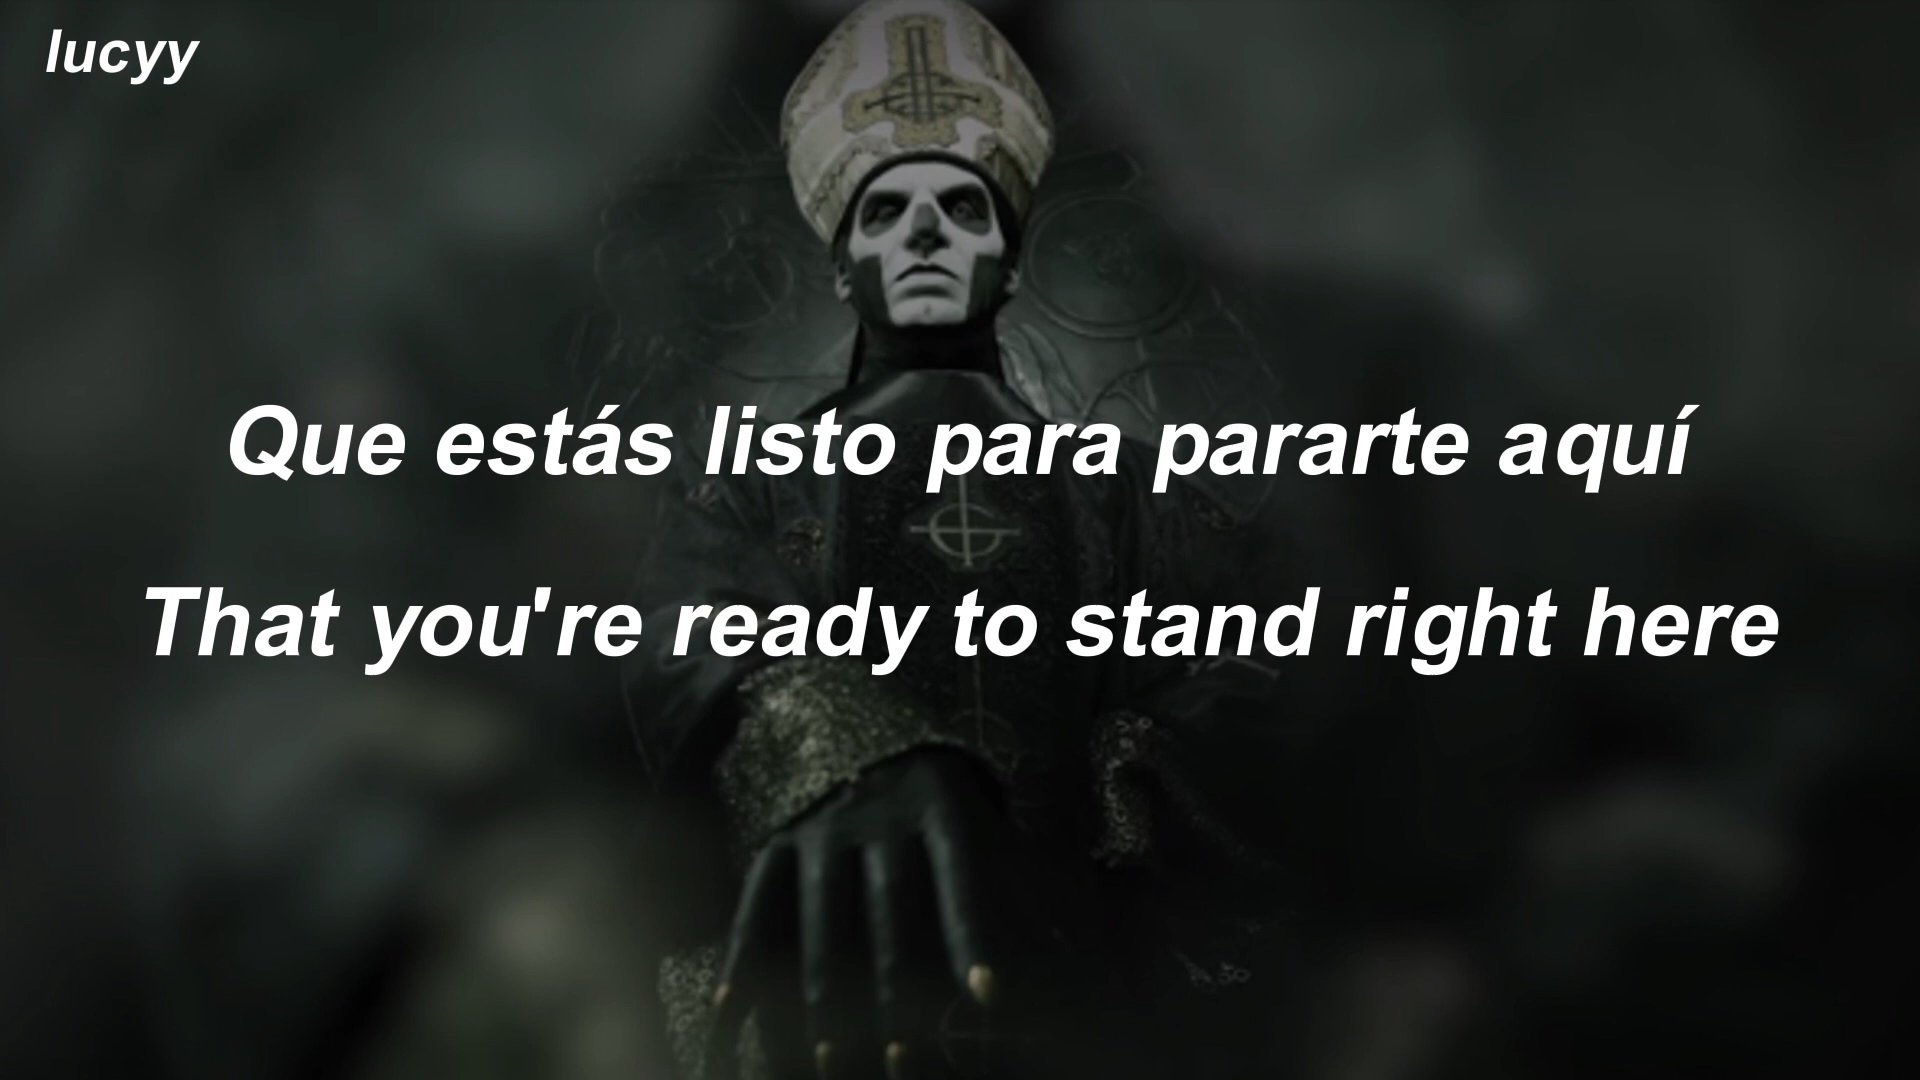 lucyy
Que estás listo para pararte aquí
That you're ready to stand right here